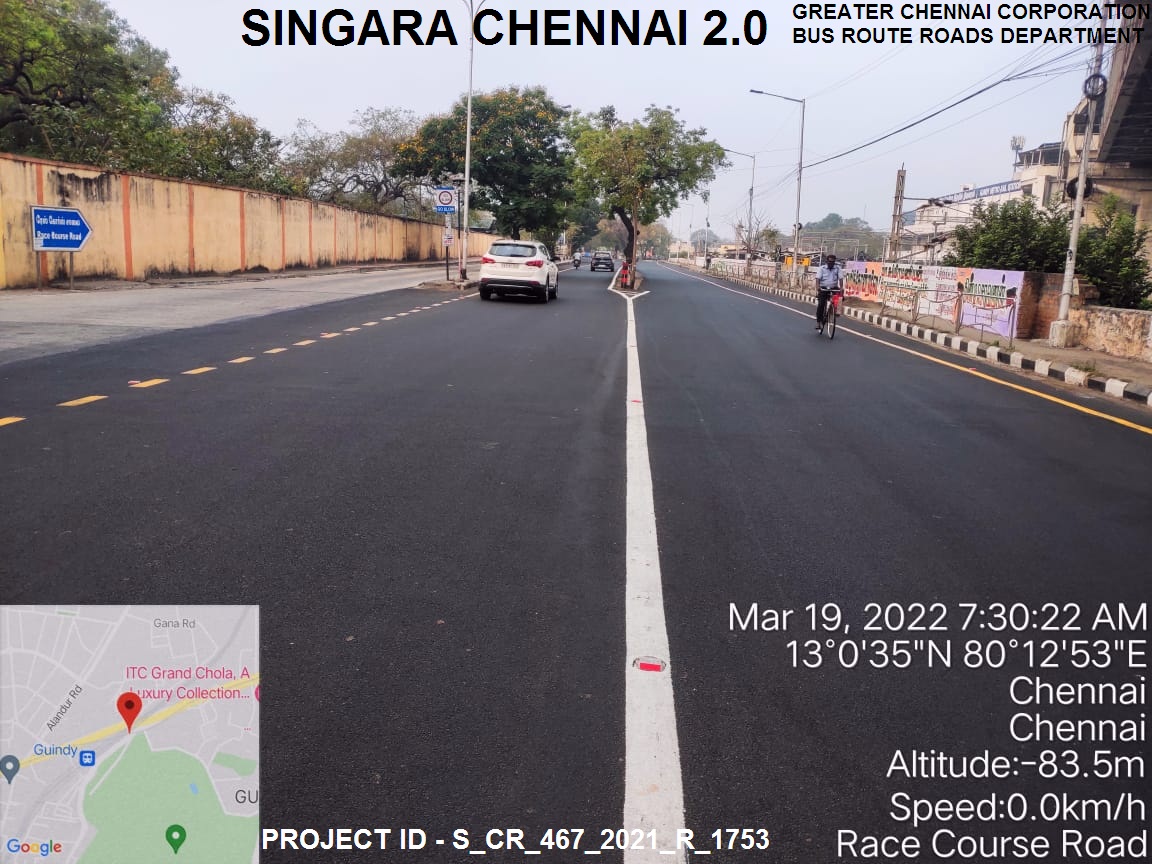 SINGARA CHENNAI 2.0
GREATER CHENNAI CORPORATION
BUS ROUTE ROADS DEPARTMENT
Race Course Road
GO SLOW
Mar 19, 2022 7:30:22 AM
13°0'35"N 80°12'53"E
Chennai
Chennai
Altitude:-83.5m
Speed:0.0km/h
Race Course Road
Gana Rd
ITC Grand Chola, A
Luxury Collection...
Alandur Rd
Guindy
GU
Google
PROJECT ID - S_CR_467_2021_R_1753